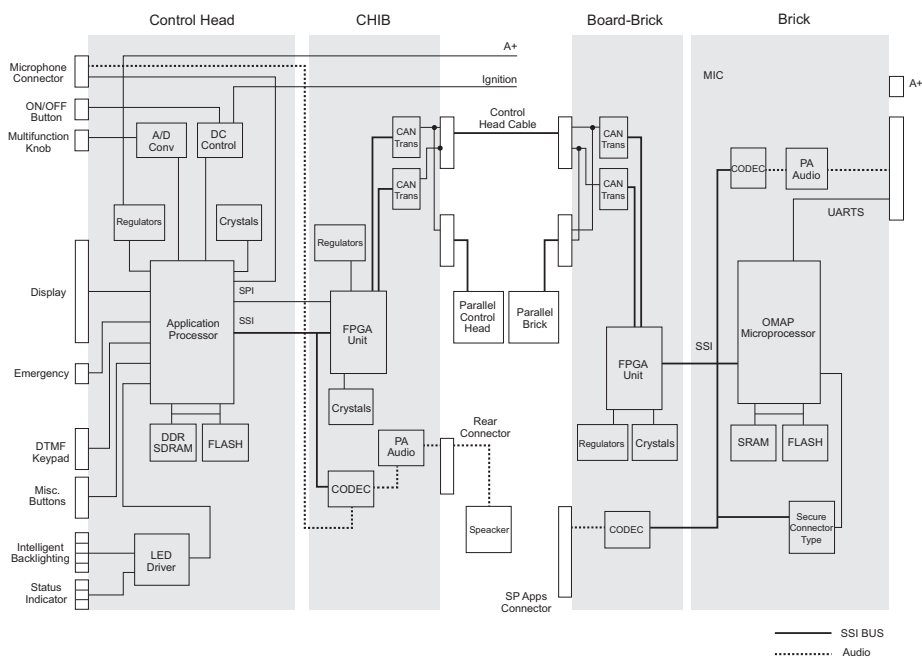 Control Head
CHIB
Board-Brick
Brick
Microphone
Connector
ON/OFF
Button
Multifunction
Knob
Display
Emergency
DTMF
Keypad
Misc.
Buttons
Intelligent
Backlighting
Status
Indicator
A/D
Conv
DC
Control
Regulators
Crystals
Application
Processor
SPI
SSI
DDR
SDRAM
FLASH
LED
Driver
A+
Ignition
CAN
Trans
CAN
Trans
Regulators
FPGA
Unit
Crystals
PA
Audio
CODEC
Control
Head Cable
Parallel
Control
Head
Parallel
Brick
Rear
Connector
Speacker
SP Apps
Connector
CAN
Trans
CAN
Trans
FPGA
Unit
Regulators
Crystals
CODEC
MIC
A+
CODEC
PA
Audio
UARTS
OMAP
Microprocessor
SSI
SRAM
FLASH
Secure
Connector
Type
SSI BUS
Audio